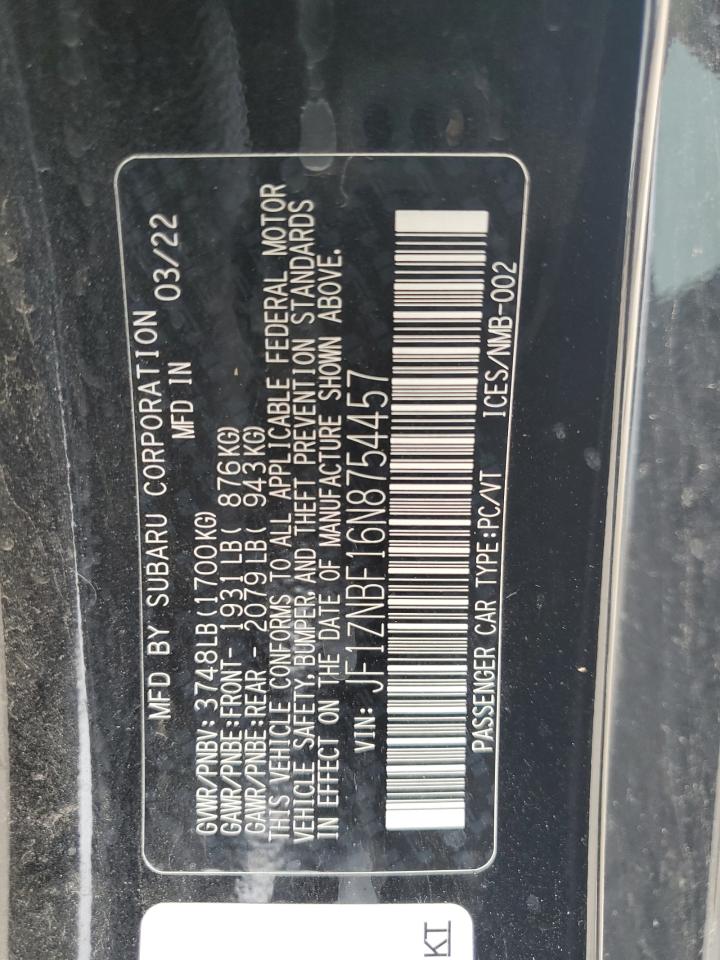 MFD BY SUBARU CORPORATION
MFD IN 03/22
GVWR/PNBV: 3748LB(1700KG)
GAWR/PNBE:FRONT- 1931LB( 876KG)
GAWR/PNBE:REAR - 2079LB( 943KG)
THIS VEHICLE CONFORMS TO ALL APPLICABLE FEDERAL MOTOR
VEHICLE SAFETY, BUMPER, AND THEFT PREVENTION STANDARDS
IN EFFECT ON THE DATE OF MANUFACTURE SHOWN ABOVE.
VIN: JF1ZNBF16N8754457
PASSENGER CAR TYPE:PC/VT ICES/NMB-002
KT